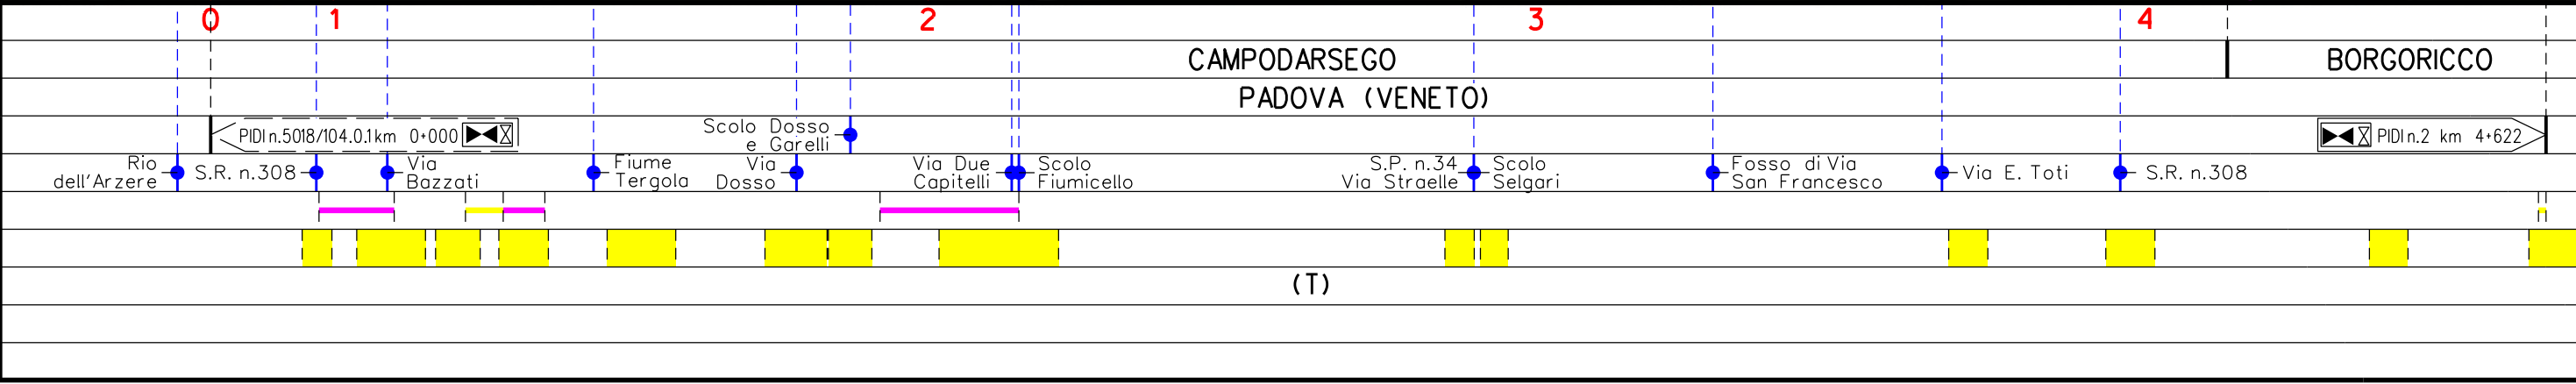 0 1 2 3 4
CAMPODARSEGO BORGORICCO
PADOVA (VENETO)
PIDI n.5018/104.0.1 km 0+000
Scolo Dosso
e Garelli
PIDI n.2 km 4+622
Rio
dell'Arzere
S.R. n.308
Via
Bazzati
Fiume
Tergola
Via
Dosso
Via Due
Capitelli
Scolo
Fiumicello
S.P. n.34
Via Straelle
Scolo
Selgari
Fosso di Via
San Francesco
Via E. Toti
S.R. n.308
(T)